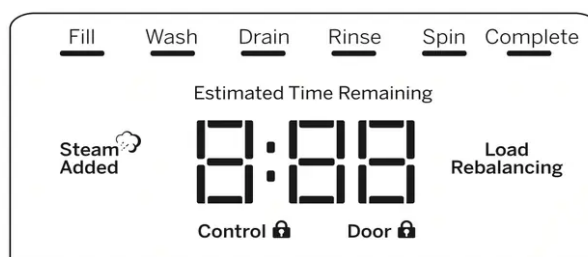 Fill Wash Drain Rinse Spin Complete
Estimated Time Remaining
Steam Added
8:88
Load Rebalancing
Control Door